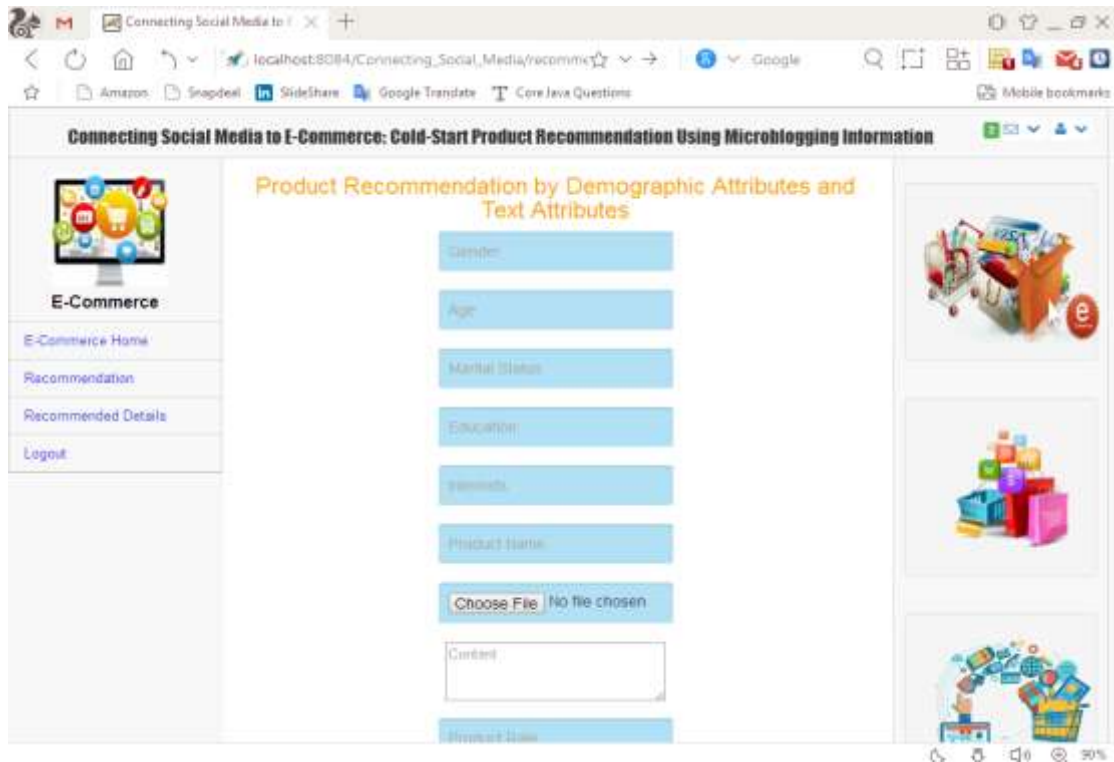 Connecting Social Media to
localhost:8084/Connecting_Social_Media/recomm
Google
Amazon Snapdeal SlideShare Google Translate Core Java Questions Mobile bookmarks
Connecting Social Media to E-Commerce: Cold-Start Product Recommendation Using Microblogging Information
2
Product Recommendation by Demographic Attributes and
Text Attributes
Gender
Age
E-Commerce
E-Commerce Home
Marital Status
Recommendation
Recommended Details
Education
Logout
Interests
Product Name
Choose File No file chosen
Content
Product Rate
90%